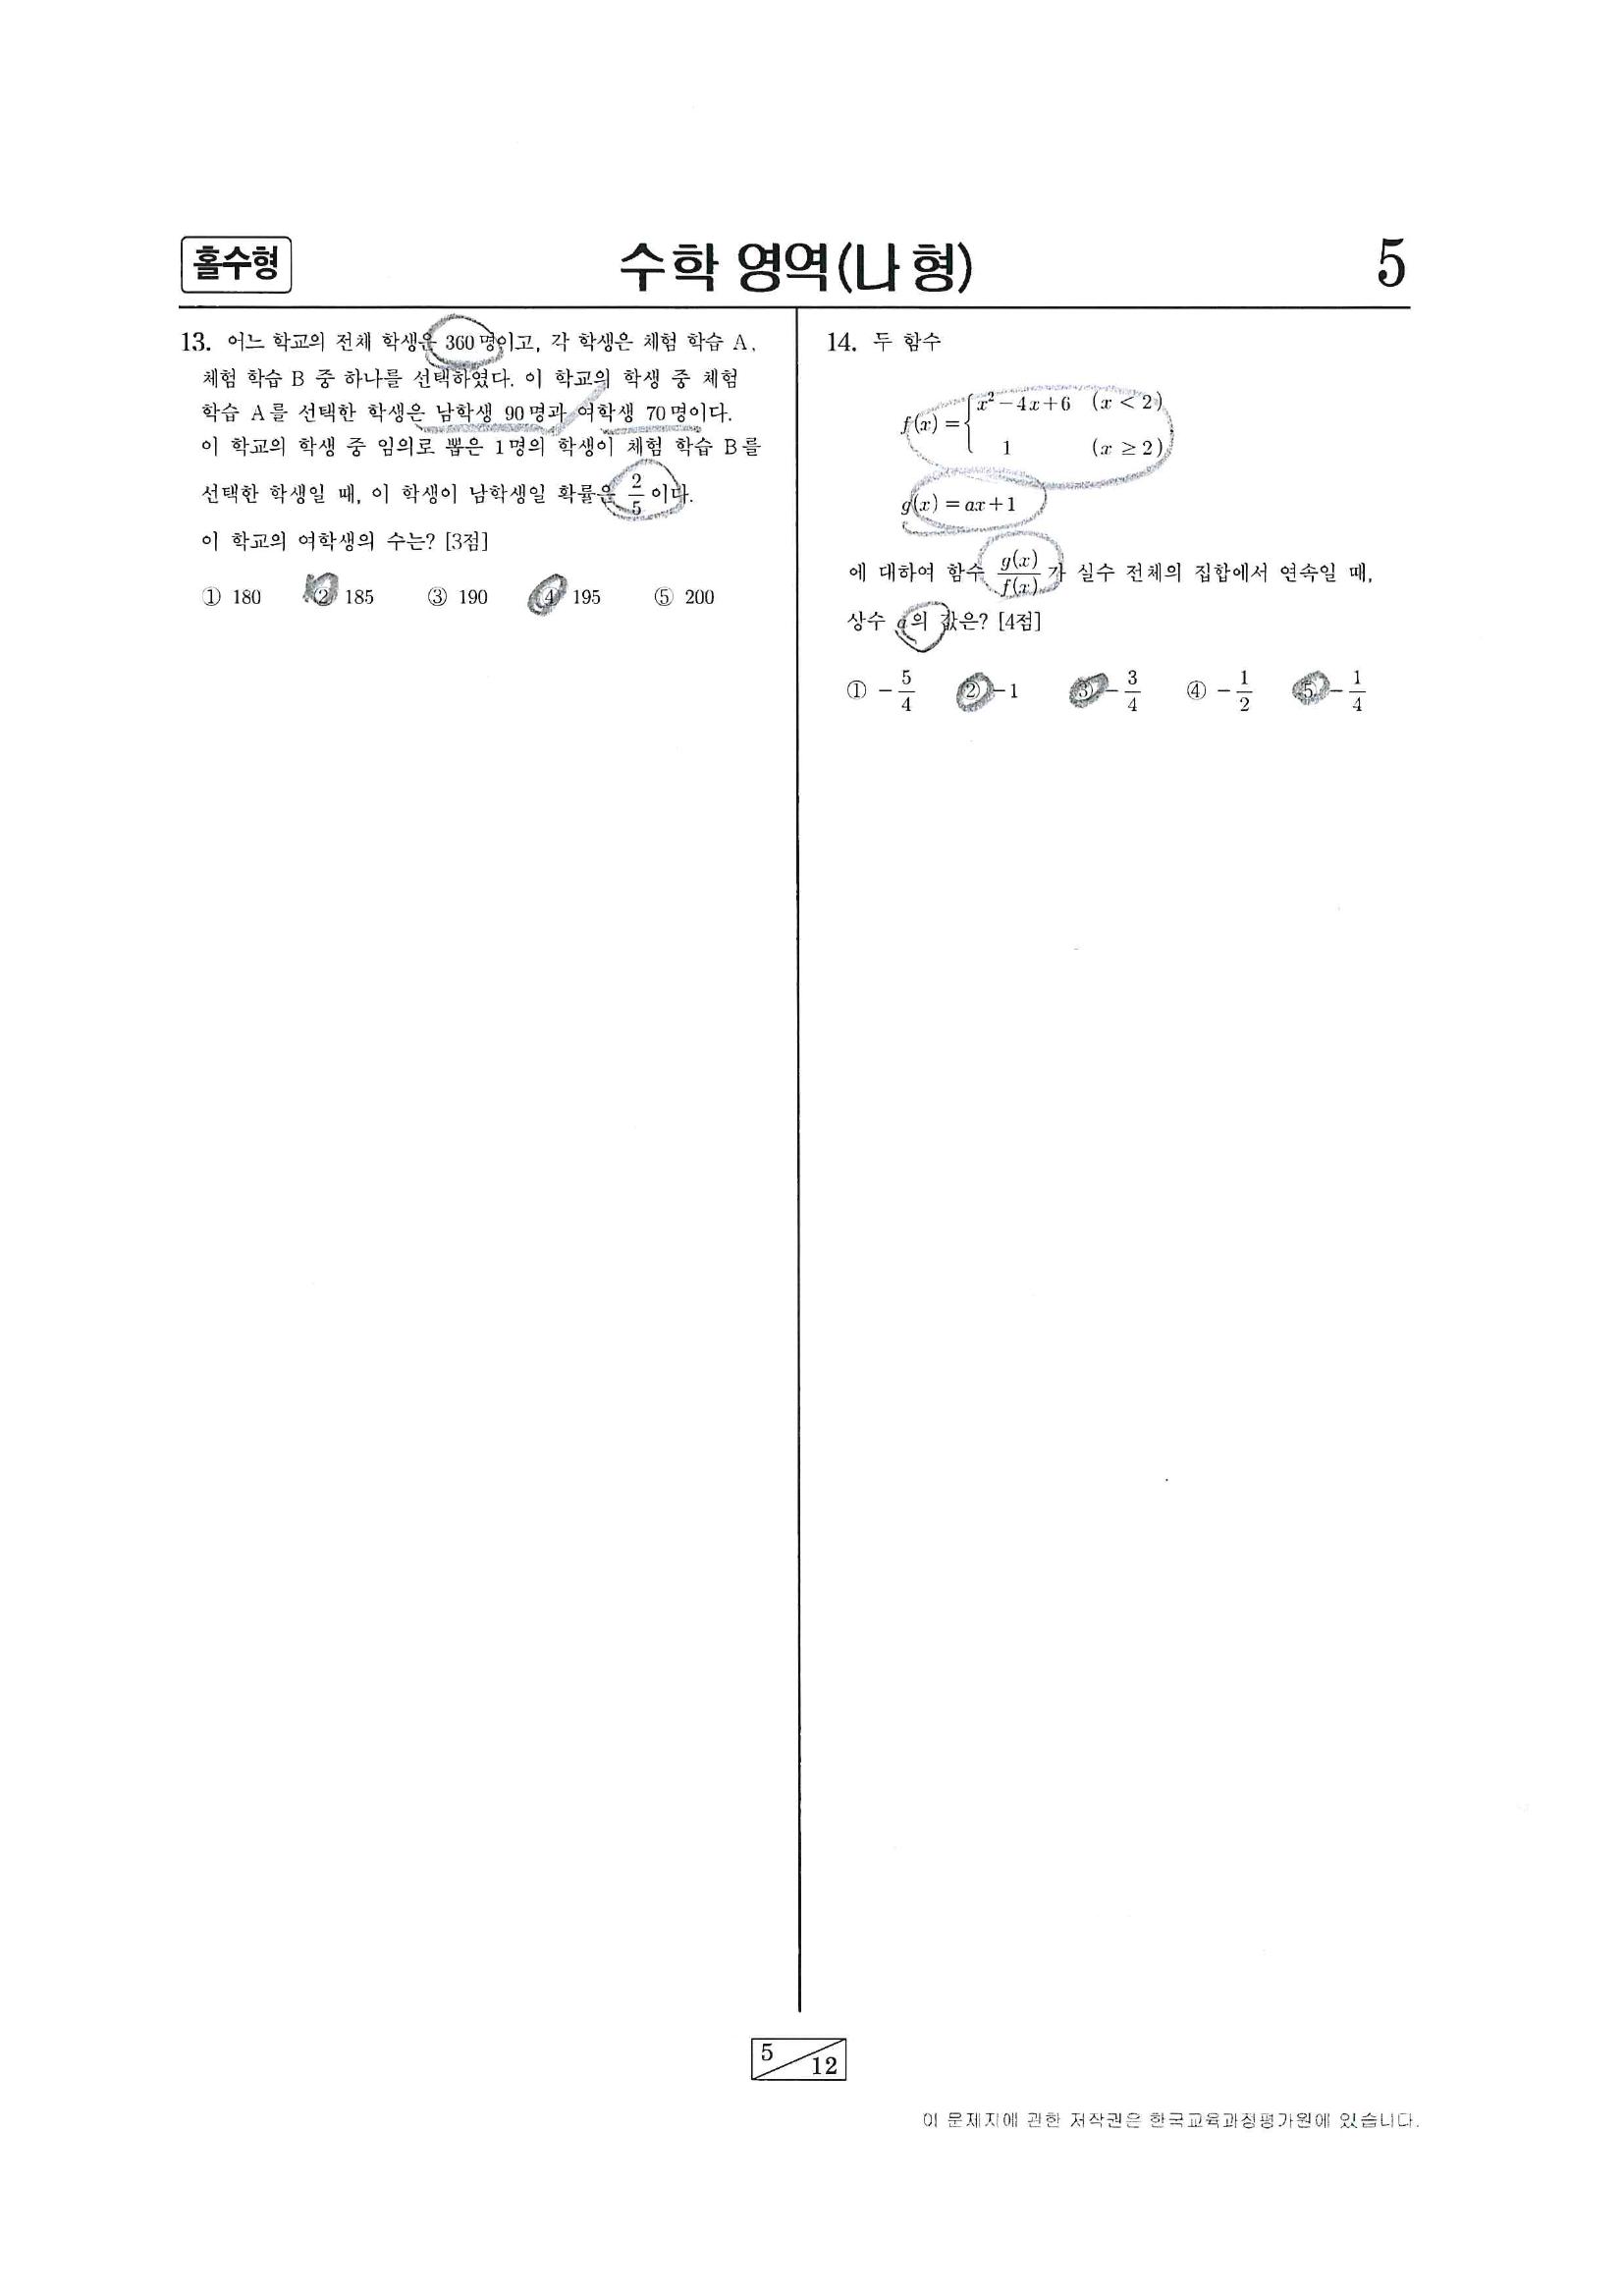 홀수형
수학 영역(나 형)
5
13. 어느 학교의 전체 학생은 360명이고, 각 학생은 체험 학습 A,
체험 학습 B 중 하나를 선택하였다. 이 학교의 학생 중 체험
학습 A를 선택한 학생은 남학생 90명과 여학생 70명이다.
이 학교의 학생 중 임의로 뽑은 1명의 학생이 체험 학습 B를
선택한 학생일 때, 이 학생이 남학생일 확률은 2/5 이다.
이 학교의 여학생의 수는? [3점]
① 180 ② 185 ③ 190 ④ 195 ⑤ 200
14. 두 함수
f(x) = { x² − 4x + 6 (x < 2)
1 (x ≥ 2)
g(x) = ax + 1
에 대하여 함수 g(x)/f(x) 가 실수 전체의 집합에서 연속일 때,
상수 a의 값은? [4점]
① −5/4 ② −1 ③ −3/4 ④ −1/2 ⑤ −1/4
5
12
이 문제지에 관한 저작권은 한국교육과정평가원에 있습니다.